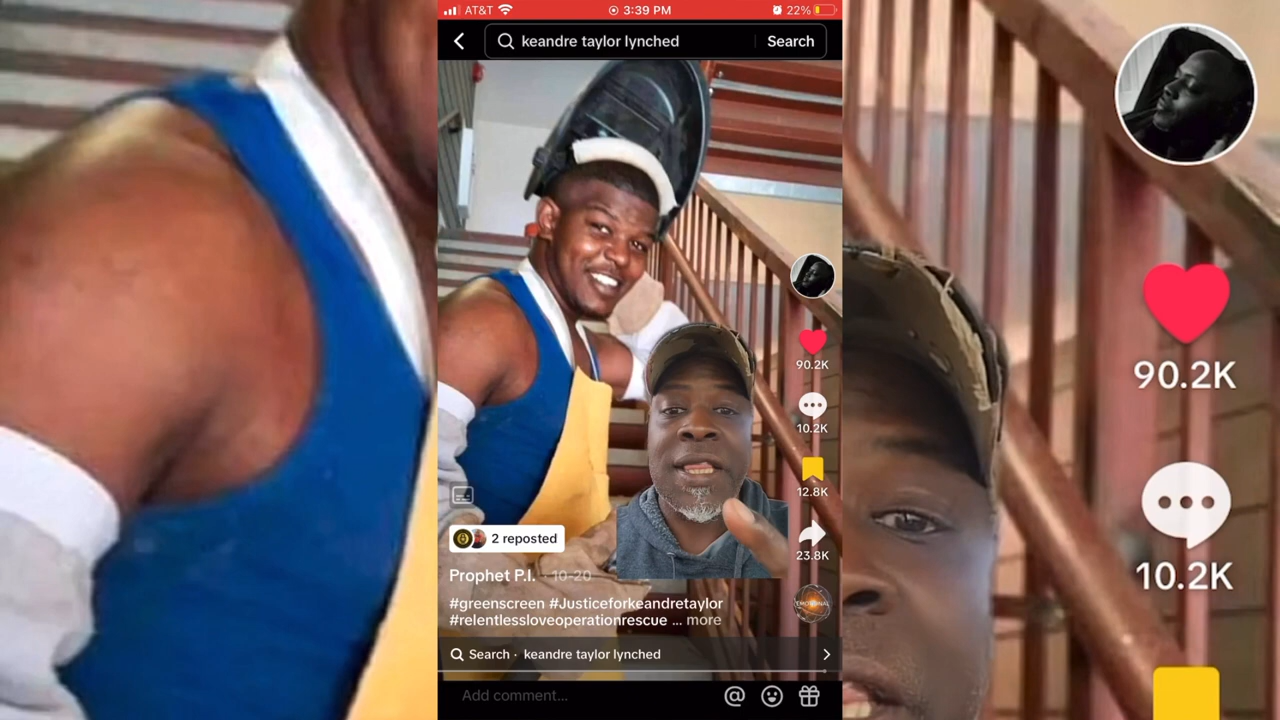 AT&T
3:39 PM
22%
keandre taylor lynched
Search
90.2K
10.2K
12.8K
23.8K
2 reposted
Prophet P.I. · 10-20
#greenscreen #Justiceforkeandretaylor
#relentlessloveoperationrescue ... more
Search · keandre taylor lynched
Add comment...
90.2K
10.2K